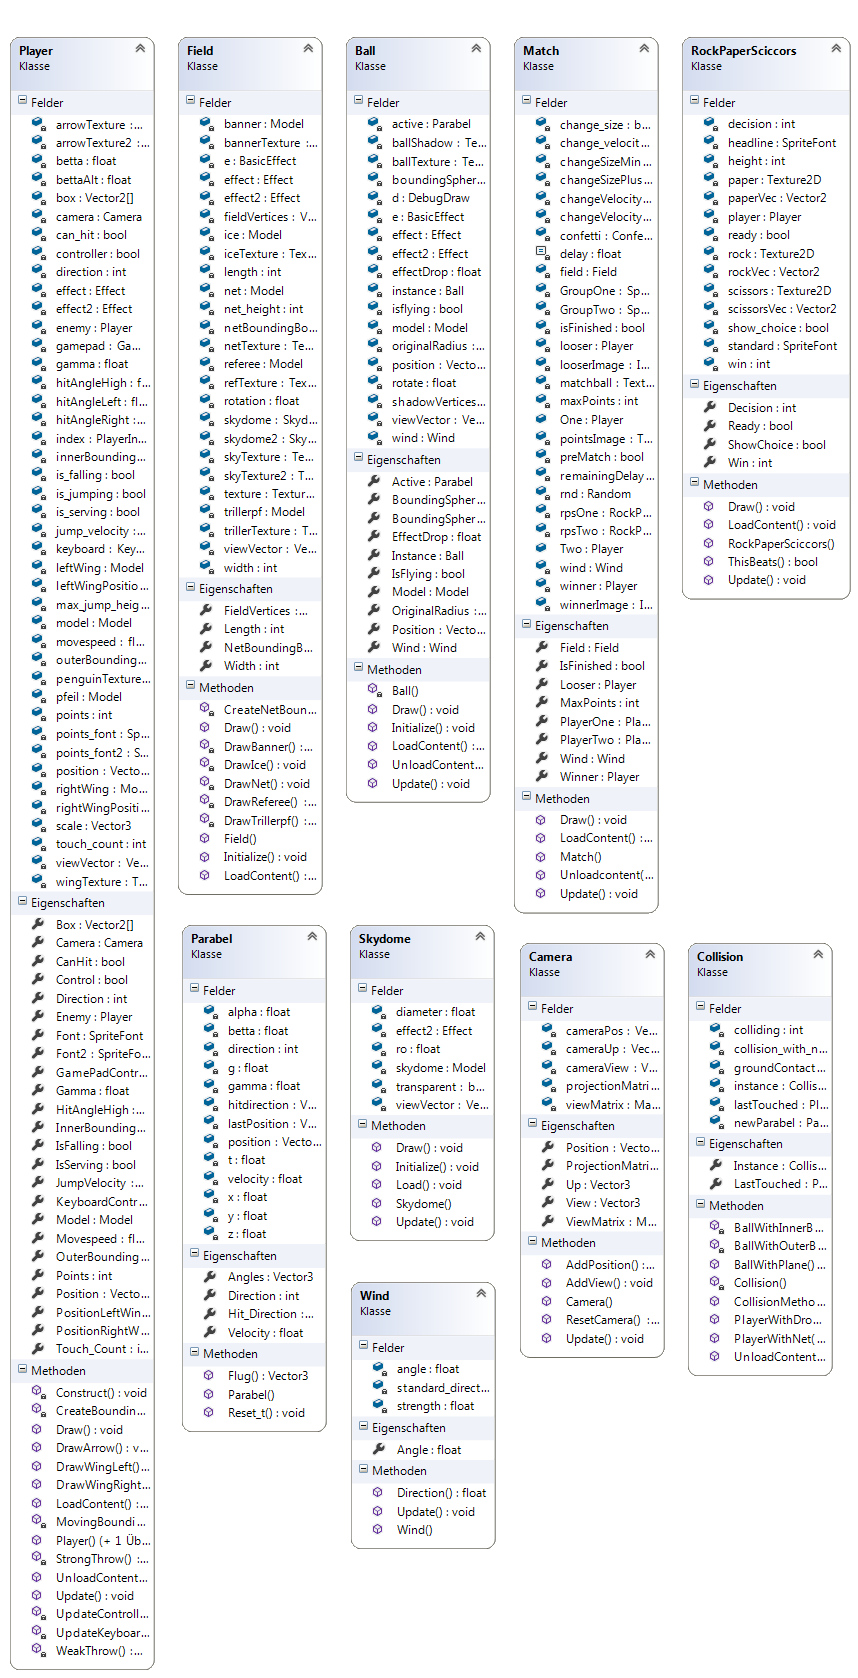 Player
Klasse
Felder
arrowTexture :...
arrowTexture2 :...
betta : float
bettaAlt : float
box : Vector2[]
camera : Camera
can_hit : bool
controller : bool
direction : int
effect : Effect
effect2 : Effect
enemy : Player
gamepad : Ga...
gamma : float
hitAngleHigh : f...
hitAngleLeft : fl...
hitAngleRight :...
index : PlayerIn...
innerBounding...
is_falling : bool
is_jumping : bool
is_serving : bool
jump_velocity :...
keyboard : Key...
leftWing : Model
leftWingPositio...
max_jump_heig...
model : Model
movespeed : fl...
outerBounding...
penguinTexture...
pfeil : Model
points : int
points_font : Sp...
points_font2 : S...
position : Vecto...
rightWing : Mo...
rightWingPositi...
scale : Vector3
touch_count : int
viewVector : Ve...
wingTexture : T...
Eigenschaften
Box : Vector2[]
Camera : Camera
CanHit : bool
Control : bool
Direction : int
Enemy : Player
Font : SpriteFont
Font2 : SpriteFo...
GamePadContr...
Gamma : float
HitAngleHigh :...
InnerBounding...
IsFalling : bool
IsServing : bool
JumpVelocity :...
KeyboardContr...
Model : Model
Movespeed : fl...
OuterBounding...
Points : int
Position : Vecto...
PositionLeftWin...
PositionRightW...
Touch_Count : i...
Methoden
Construct() : void
CreateBoundin...
Draw() : void
DrawArrow() : v...
DrawWingLeft()...
DrawWingRight...
LoadContent() :...
MovingBoundi...
Player() (+ 1 Üb...
StrongThrow() :...
UnloadContent...
Update() : void
UpdateControll...
UpdateKeyboar...
WeakThrow() :...
Field
Klasse
Felder
banner : Model
bannerTexture :...
e : BasicEffect
effect : Effect
effect2 : Effect
fieldVertices : V...
ice : Model
iceTexture : Tex...
length : int
net : Model
net_height : int
netBoundingBo...
netTexture : Te...
referee : Model
refTexture : Tex...
rotation : float
skydome : Skyd...
skydome2 : Sky...
skyTexture : Te...
skyTexture2 : T...
texture : Textur...
trillerpf : Model
trillerTexture : T...
viewVector : Ve...
width : int
Eigenschaften
FieldVertices :...
Length : int
NetBoundingB...
Width : int
Methoden
CreateNetBoun...
Draw() : void
DrawBanner() :...
DrawIce() : void
DrawNet() : void
DrawReferee() :...
DrawTrillerpf() :...
Field()
Initialize() : void
LoadContent() :...
Ball
Klasse
Felder
active : Parabel
ballShadow : Te...
ballTexture : Te...
boundingSpher...
d : DebugDraw
e : BasicEffect
effect : Effect
effect2 : Effect
effectDrop : float
instance : Ball
isflying : bool
model : Model
originalRadius :...
position : Vecto...
rotate : float
shadowVertices...
viewVector : Ve...
wind : Wind
Eigenschaften
Active : Parabel
BoundingSpher...
BoundingSpher...
EffectDrop : float
Instance : Ball
IsFlying : bool
Model : Model
OriginalRadius :...
Position : Vecto...
Wind : Wind
Methoden
Ball()
Draw() : void
Initialize() : void
LoadContent() :...
UnloadContent...
Update() : void
Match
Klasse
Felder
change_size : b...
change_velocit...
changeSizeMin...
changeSizePlus...
changeVelocity...
changeVelocity...
confetti : Confe...
delay : float
field : Field
GroupOne : Sp...
GroupTwo : Sp...
isFinished : bool
looser : Player
looserImage : I...
matchball : Text...
maxPoints : int
One : Player
pointsImage : T...
preMatch : bool
remainingDelay...
rnd : Random
rpsOne : RockP...
rpsTwo : RockP...
Two : Player
wind : Wind
winner : Player
winnerImage : I...
Eigenschaften
Field : Field
IsFinished : bool
Looser : Player
MaxPoints : int
PlayerOne : Pla...
PlayerTwo : Pla...
Wind : Wind
Winner : Player
Methoden
Draw() : void
LoadContent() :...
Match()
Unloadcontent(...
Update() : void
RockPaperSciccors
Klasse
Felder
decision : int
headline : SpriteFont
height : int
paper : Texture2D
paperVec : Vector2
player : Player
ready : bool
rock : Texture2D
rockVec : Vector2
scissors : Texture2D
scissorsVec : Vector2
show_choice : bool
standard : SpriteFont
win : int
Eigenschaften
Decision : int
Ready : bool
ShowChoice : bool
Win : int
Methoden
Draw() : void
LoadContent() : void
RockPaperSciccors()
ThisBeats() : bool
Update() : void
Parabel
Klasse
Felder
alpha : float
betta : float
direction : int
g : float
gamma : float
hitdirection : V...
lastPosition : V...
position : Vecto...
t : float
velocity : float
x : float
y : float
z : float
Eigenschaften
Angles : Vector3
Direction : int
Hit_Direction :...
Velocity : float
Methoden
Flug() : Vector3
Parabel()
Reset_t() : void
Skydome
Klasse
Felder
diameter : float
effect2 : Effect
ro : float
skydome : Model
transparent : b...
viewVector : Ve...
Methoden
Draw() : void
Initialize() : void
Load() : void
Skydome()
Update() : void
Wind
Klasse
Felder
angle : float
standard_direct...
strength : float
Eigenschaften
Angle : float
Methoden
Direction() : float
Update() : void
Wind()
Camera
Klasse
Felder
cameraPos : Ve...
cameraUp : Vec...
cameraView : V...
projectionMatri...
viewMatrix : Ma...
Eigenschaften
Position : Vecto...
ProjectionMatri...
Up : Vector3
View : Vector3
ViewMatrix : M...
Methoden
AddPosition() :...
AddView() : void
Camera()
ResetCamera() :...
Update() : void
Collision
Klasse
Felder
colliding : int
collision_with_n...
groundContact...
instance : Collis...
lastTouched : Pl...
newParabel : Pa...
Eigenschaften
Instance : Collis...
LastTouched : P...
Methoden
BallWithInnerB...
BallWithOuterB...
BallWithPlane()...
Collision()
CollisionMetho...
PlayerWithDro...
PlayerWithNet(...
UnloadContent...